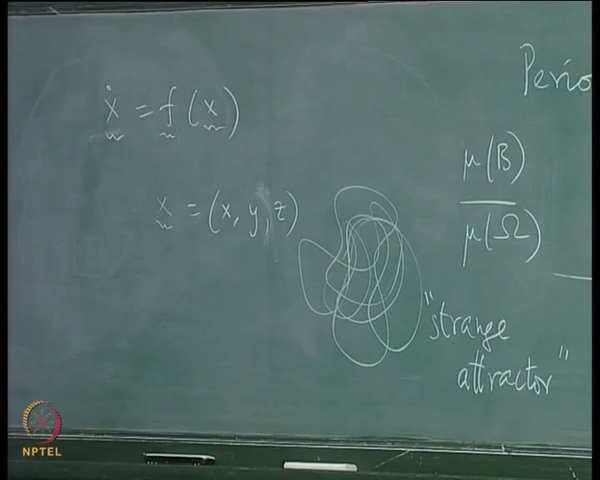 ẋ = f(x)
x = (x, y, z)
Perio
μ(B)
μ(Ω)
"strange
attractor"
NPTEL